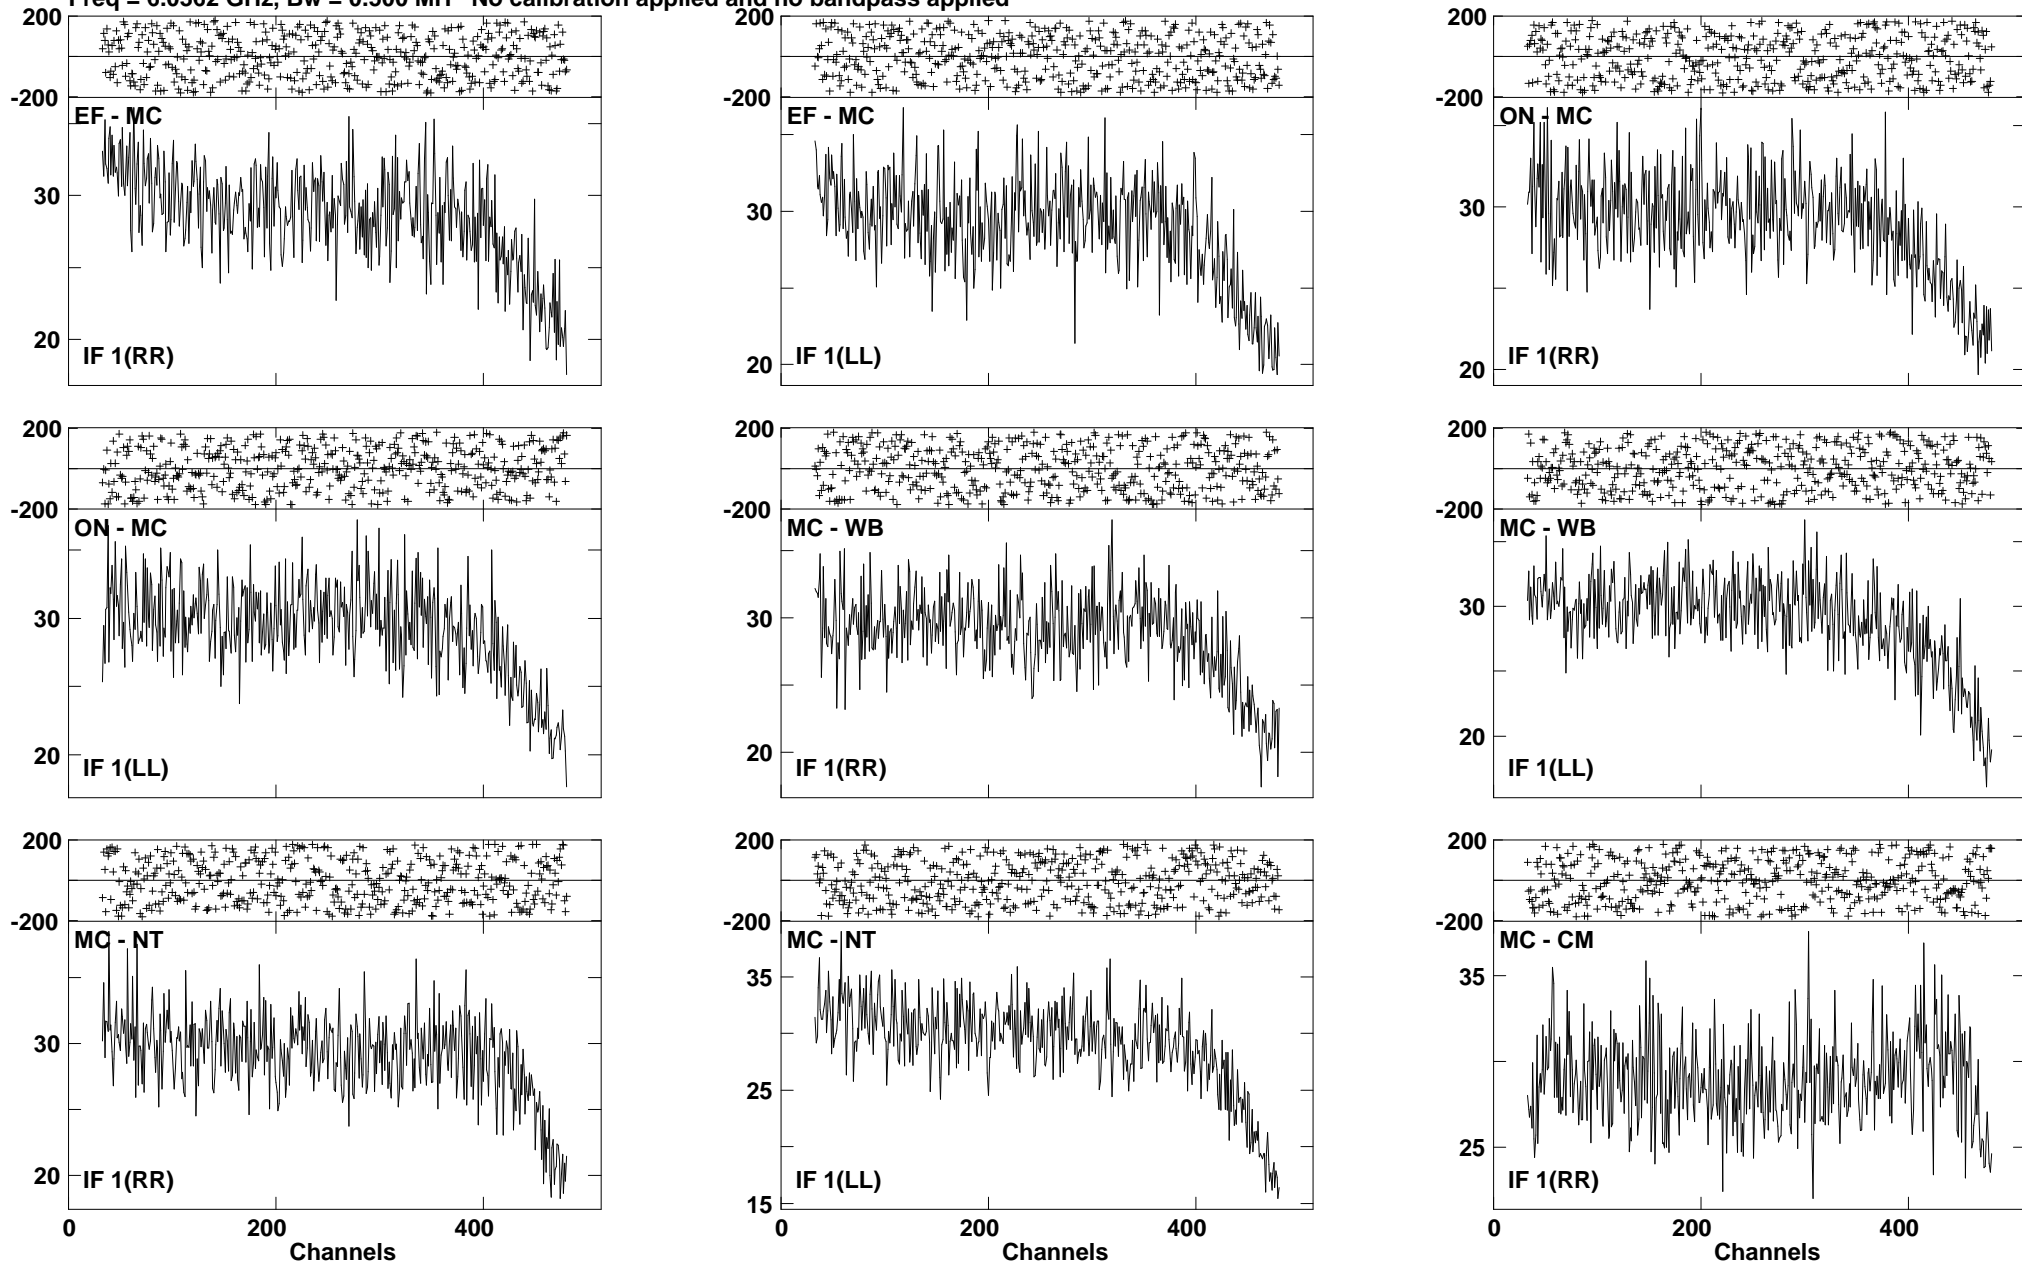 No calibration applied and no bandpass applied
200 200 200
-200 -200 -200
EF - MC EF - MC ON - MC
30 30 30
20 20 20
IF 1(RR) IF 1(LL) IF 1(RR)
200 200 200
-200 -200 -200
ON - MC MC - WB MC - WB
30 30 30
20 20 20
IF 1(LL) IF 1(RR) IF 1(LL)
200 200 200
-200 -200 -200
MC - NT MC - NT MC - CM
35 35
30
25 25
20
IF 1(RR) IF 1(LL) IF 1(RR)
15
0 200 400 0 200 400 0 200 400
Channels Channels Channels